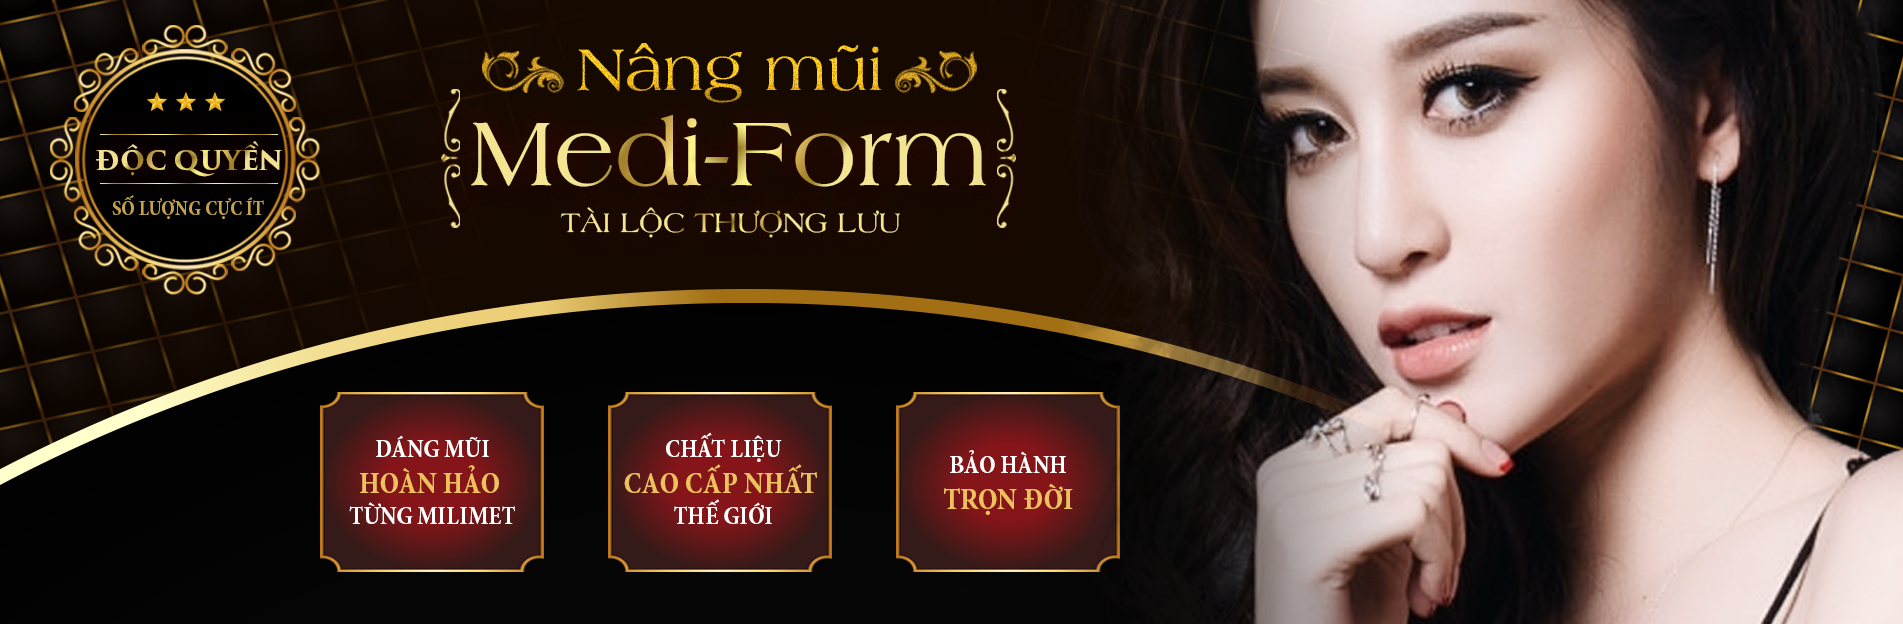 ĐỘC QUYỀN
SỐ LƯỢNG CỰC ÍT
Nâng mũi
Medi-Form
TÀI LỘC THƯỢNG LƯU
DÁNG MŨI
HOÀN HẢO
TỪNG MILIMET
CHẤT LIỆU
CAO CẤP NHẤT
THẾ GIỚI
BẢO HÀNH
TRỌN ĐỜI